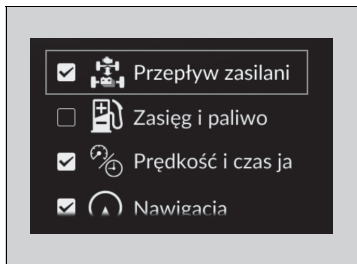 Przepływ zasilani
Zasięg i paliwo
Prędkość i czas ja
Nawigacja